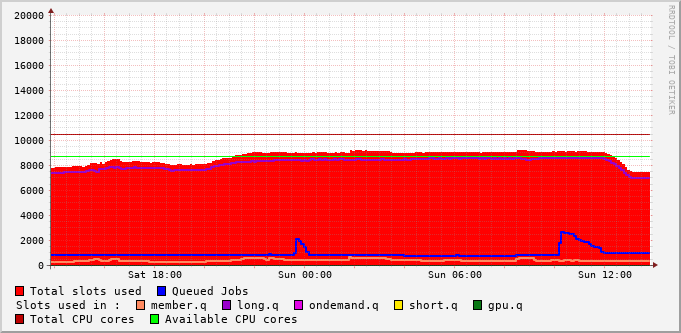 20000
18000
16000
14000
12000
10000
8000
6000
4000
2000
0
Sat 18:00 Sun 00:00 Sun 06:00 Sun 12:00
Total slots used Queued Jobs
Slots used in : member.q long.q ondemand.q short.q gpu.q
Total CPU cores Available CPU cores
RRDTOOL / TOBI OETIKER